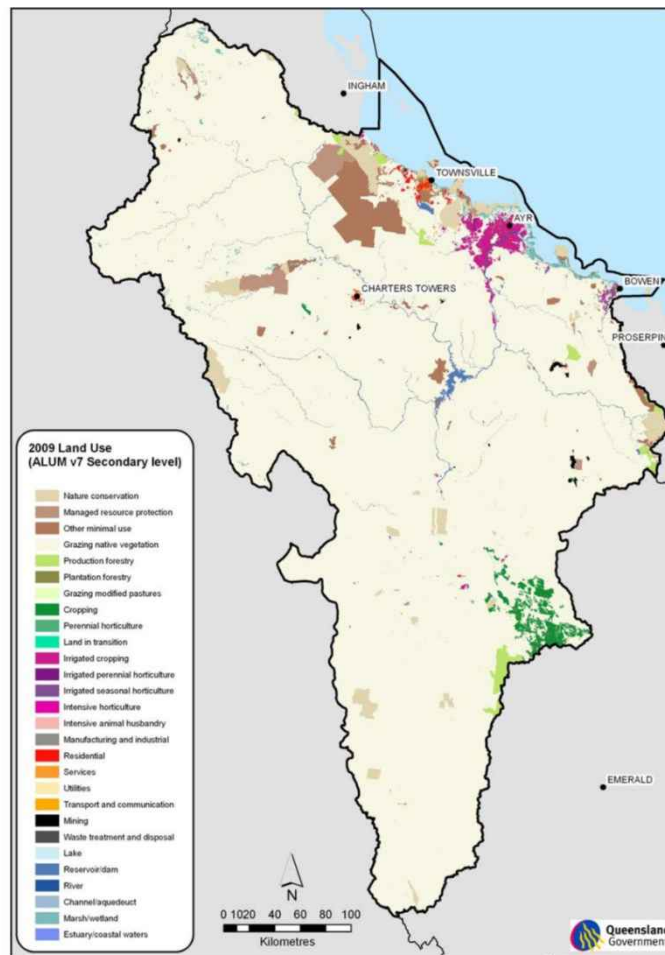 INGHAM
TOWNSVILLE
AYR
BOWEN
CHARTERS TOWERS
PROSERPIN
2009 Land Use
(ALUM v7 Secondary level)
Nature conservation
Managed resource protection
Other minimal use
Grazing native vegetation
Production forestry
Plantation forestry
Grazing modified pastures
Cropping
Perennial horticulture
Land in transition
Irrigated cropping
Irrigated perennial horticulture
Irrigated seasonal horticulture
Intensive horticulture
Intensive animal husbandry
Manufacturing and industrial
Residential
Services
Utilities
Transport and communication
Mining
Waste treatment and disposal
Lake
Reservoir/dam
River
Channel/aquedeuct
Marsh/wetland
Estuary/coastal waters
EMERALD
N
0 10 20 40 60 80 100
Kilometres
Queensland
Government